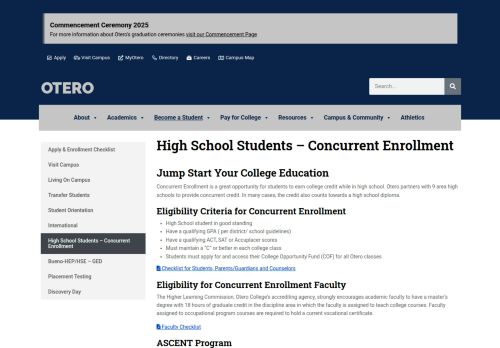 Commencement Ceremony 2025
For more information about Otero's graduation ceremonies visit our Commencement Page
Apply
Visit Campus
MyOtero
Directory
Careers
Campus Map
OTERO
Search...
About
Academics
Become a Student
Pay for College
Resources
Campus & Community
Athletics
Apply & Enrollment Checklist
Visit Campus
Living On Campus
Transfer Students
Student Orientation
International
High School Students – Concurrent
Enrollment
Bueno-HEP/HSE – GED
Placement Testing
Discovery Day
High School Students – Concurrent Enrollment
Jump Start Your College Education
Concurrent Enrollment is a great opportunity for students to earn college credit while in high school. Otero partners with 9 area high
schools to provide concurrent credit. In many cases, the credit also counts towards a high school diploma.
Eligibility Criteria for Concurrent Enrollment
High School student in good standing
Have a qualifying GPA ( per district/ school guidelines)
Have a qualifying ACT, SAT or Accuplacer scores
Must maintain a "C" or better in each college class
Students must apply for and access their College Opportunity Fund (COF) for all Otero classes
Checklist for Students, Parents/Guardians and Counselors
Eligibility for Concurrent Enrollment Faculty
The Higher Learning Commission, Otero College's accrediting agency, strongly encourages academic faculty to have a master's
degree with 18 hours of graduate credit in the discipline area in which the faculty is assigned to teach college courses. Faculty
assigned to occupational program courses are required to hold a current vocational certificate.
Faculty Checklist
ASCENT Program